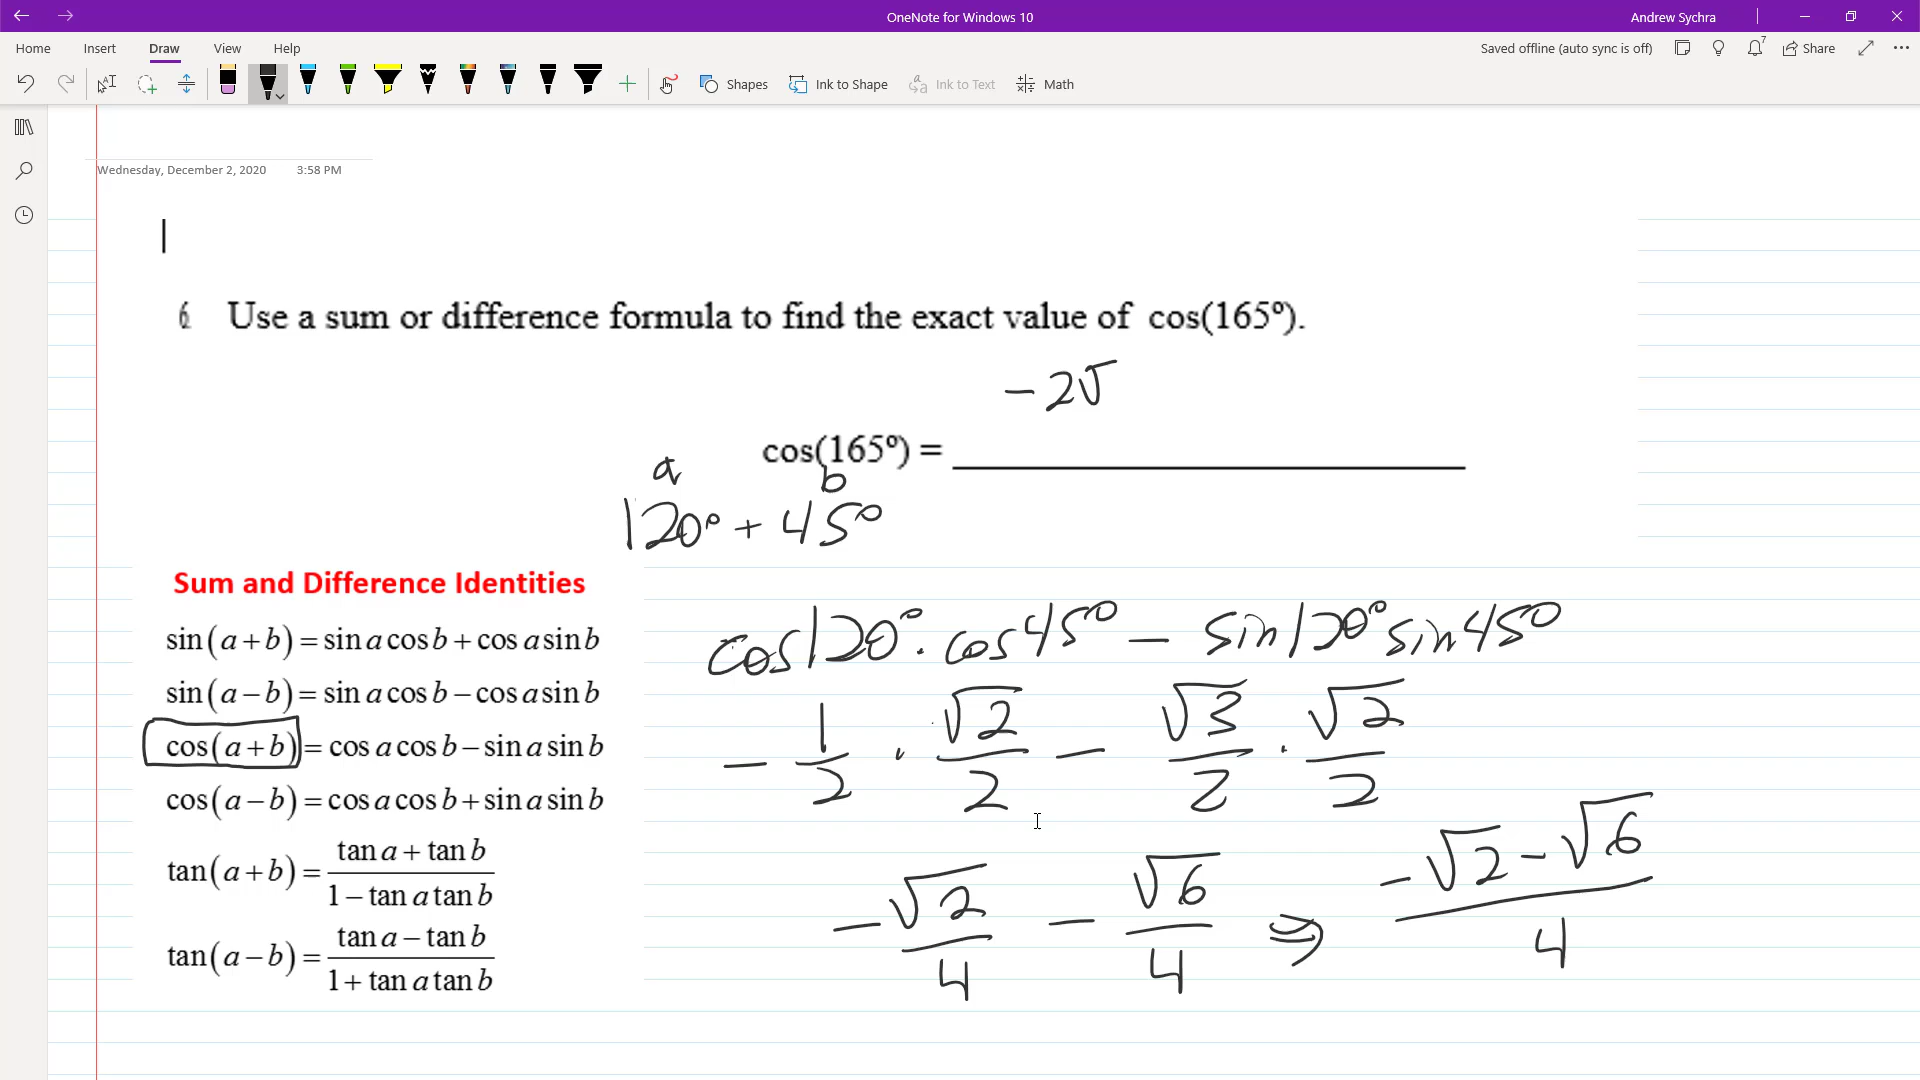 OneNote for Windows 10
Andrew Sychra
Home Insert Draw View Help
Saved offline (auto sync is off) 7 Share
Shapes Ink to Shape Ink to Text Math
Wednesday, December 2, 2020 3:58 PM
6 Use a sum or difference formula to find the exact value of cos(165º).
- 2√
cos(165º) =
a b
120° + 45°
Sum and Difference Identities
sin(a+b) = sin a cos b + cos a sin b
sin(a−b) = sin a cos b − cos a sin b
cos(a+b) = cos a cos b − sin a sin b
cos(a−b) = cos a cos b + sin a sin b
tan(a+b) = (tan a + tan b)/(1 − tan a tan b)
tan(a−b) = (tan a − tan b)/(1 + tan a tan b)
cos120° · cos45° − sin120° sin45°
− 1/2 · √2/2 − √3/2 · √2/2
− √2/4 − √6/4 ⇒ (−√2 − √6)/4